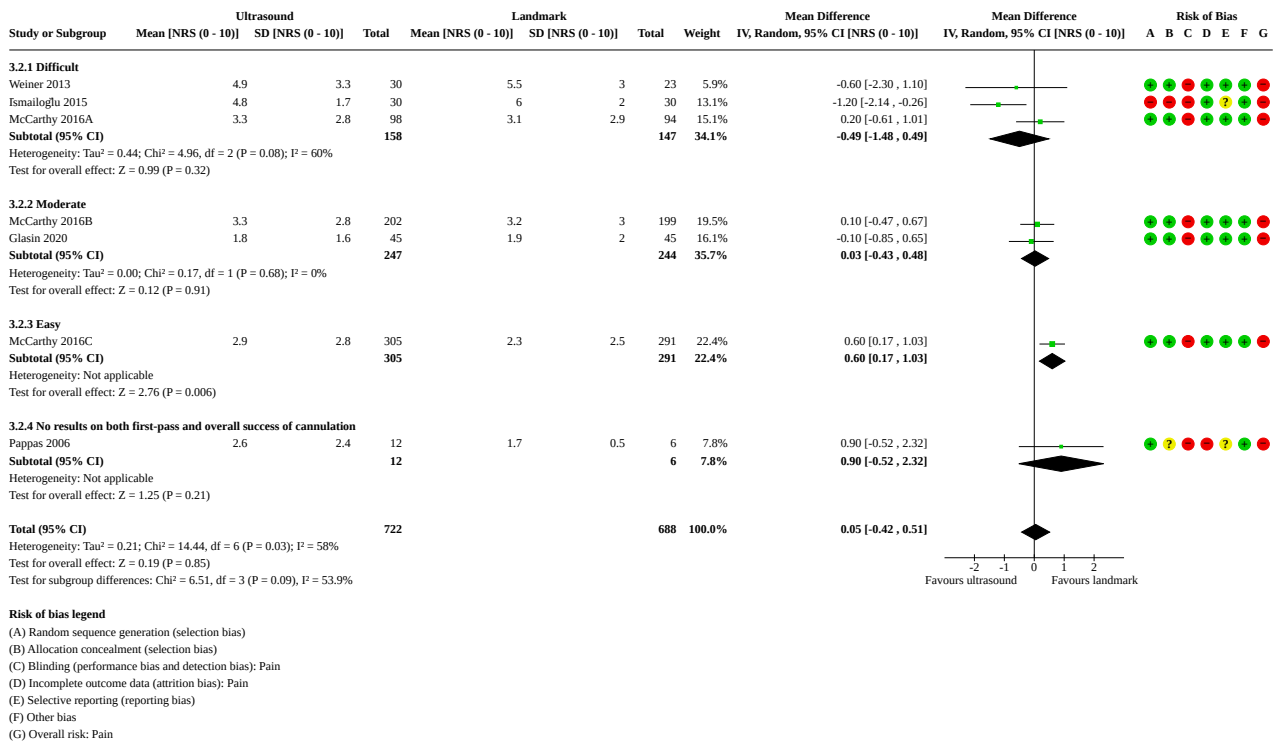 Ultrasound Landmark Mean Difference Mean Difference Risk of Bias
Study or Subgroup Mean [NRS (0 - 10)] SD [NRS (0 - 10)] Total Mean [NRS (0 - 10)] SD [NRS (0 - 10)] Total Weight IV, Random, 95% CI [NRS (0 - 10)] IV, Random, 95% CI [NRS (0 - 10)] A B C D E F G
3.2.1 Difficult
Weiner 2013 4.9 3.3 30 5.5 3 23 5.9% -0.60 [-2.30 , 1.10] + + − + + + −
Ismailoğlu 2015 4.8 1.7 30 6 2 30 13.1% -1.20 [-2.14 , -0.26] − − − + ? + −
McCarthy 2016A 3.3 2.8 98 3.1 2.9 94 15.1% 0.20 [-0.61 , 1.01] + + − + + + −
Subtotal (95% CI) 158 147 34.1% -0.49 [-1.48 , 0.49]
Heterogeneity: Tau² = 0.44; Chi² = 4.96, df = 2 (P = 0.08); I² = 60%
Test for overall effect: Z = 0.99 (P = 0.32)
3.2.2 Moderate
McCarthy 2016B 3.3 2.8 202 3.2 3 199 19.5% 0.10 [-0.47 , 0.67] + + − + + + −
Glasin 2020 1.8 1.6 45 1.9 2 45 16.1% -0.10 [-0.85 , 0.65] + + − + + + −
Subtotal (95% CI) 247 244 35.7% 0.03 [-0.43 , 0.48]
Heterogeneity: Tau² = 0.00; Chi² = 0.17, df = 1 (P = 0.68); I² = 0%
Test for overall effect: Z = 0.12 (P = 0.91)
3.2.3 Easy
McCarthy 2016C 2.9 2.8 305 2.3 2.5 291 22.4% 0.60 [0.17 , 1.03] + + − + + + −
Subtotal (95% CI) 305 291 22.4% 0.60 [0.17 , 1.03]
Heterogeneity: Not applicable
Test for overall effect: Z = 2.76 (P = 0.006)
3.2.4 No results on both first-pass and overall success of cannulation
Pappas 2006 2.6 2.4 12 1.7 0.5 6 7.8% 0.90 [-0.52 , 2.32] + ? − − ? + −
Subtotal (95% CI) 12 6 7.8% 0.90 [-0.52 , 2.32]
Heterogeneity: Not applicable
Test for overall effect: Z = 1.25 (P = 0.21)
Total (95% CI) 722 688 100.0% 0.05 [-0.42 , 0.51]
Heterogeneity: Tau² = 0.21; Chi² = 14.44, df = 6 (P = 0.03); I² = 58%
Test for overall effect: Z = 0.19 (P = 0.85)
-2 -1 0 1 2
Test for subgroup differences: Chi² = 6.51, df = 3 (P = 0.09), I² = 53.9%
Favours ultrasound Favours landmark
Risk of bias legend
(A) Random sequence generation (selection bias)
(B) Allocation concealment (selection bias)
(C) Blinding (performance bias and detection bias): Pain
(D) Incomplete outcome data (attrition bias): Pain
(E) Selective reporting (reporting bias)
(F) Other bias
(G) Overall risk: Pain